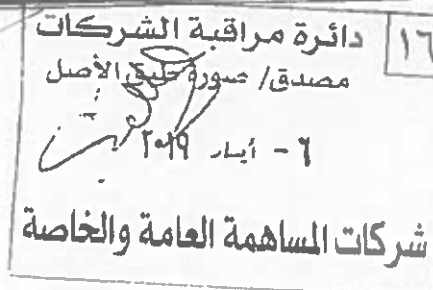 دائرة مراقبة الشركات
١٦
مصدق/ صورة طبق الأصل
٦ - أيار ٢٠١٩
شركات المساهمة العامة والخاصة